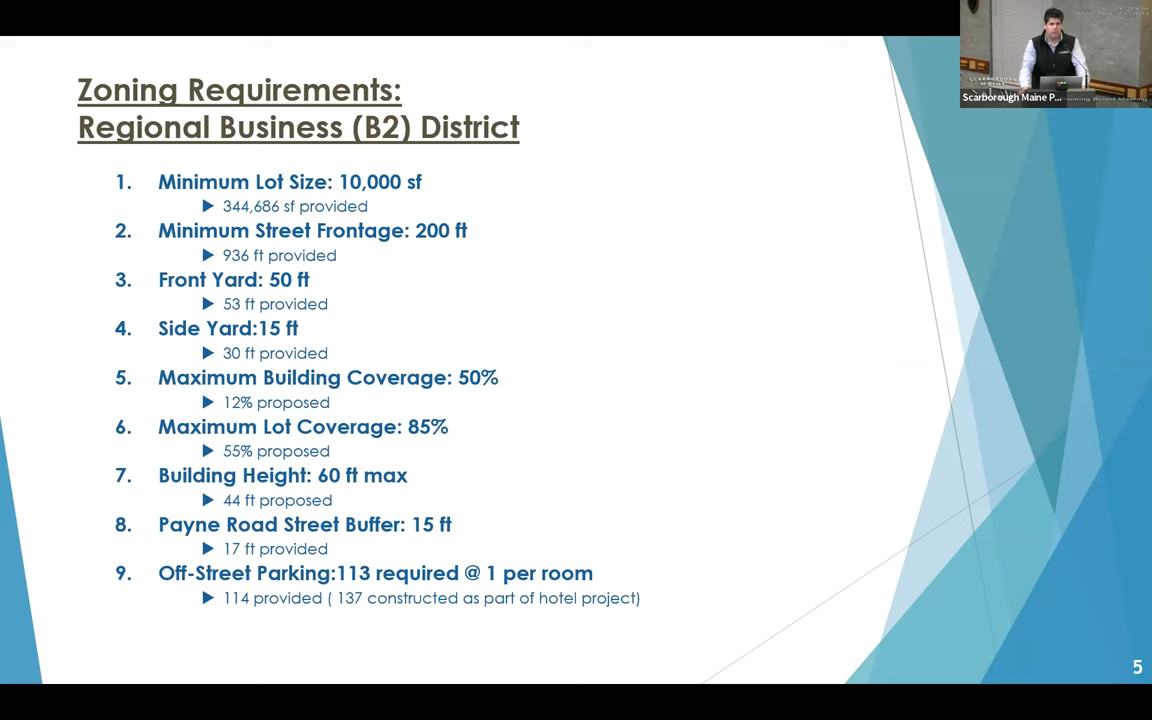 Zoning Requirements:
Regional Business (B2) District
1. Minimum Lot Size: 10,000 sf
344,686 sf provided
2. Minimum Street Frontage: 200 ft
936 ft provided
3. Front Yard: 50 ft
53 ft provided
4. Side Yard:15 ft
30 ft provided
5. Maximum Building Coverage: 50%
12% proposed
6. Maximum Lot Coverage: 85%
55% proposed
7. Building Height: 60 ft max
44 ft proposed
8. Payne Road Street Buffer: 15 ft
17 ft provided
9. Off-Street Parking:113 required @ 1 per room
114 provided ( 137 constructed as part of hotel project)
5
Scarborough Maine P...